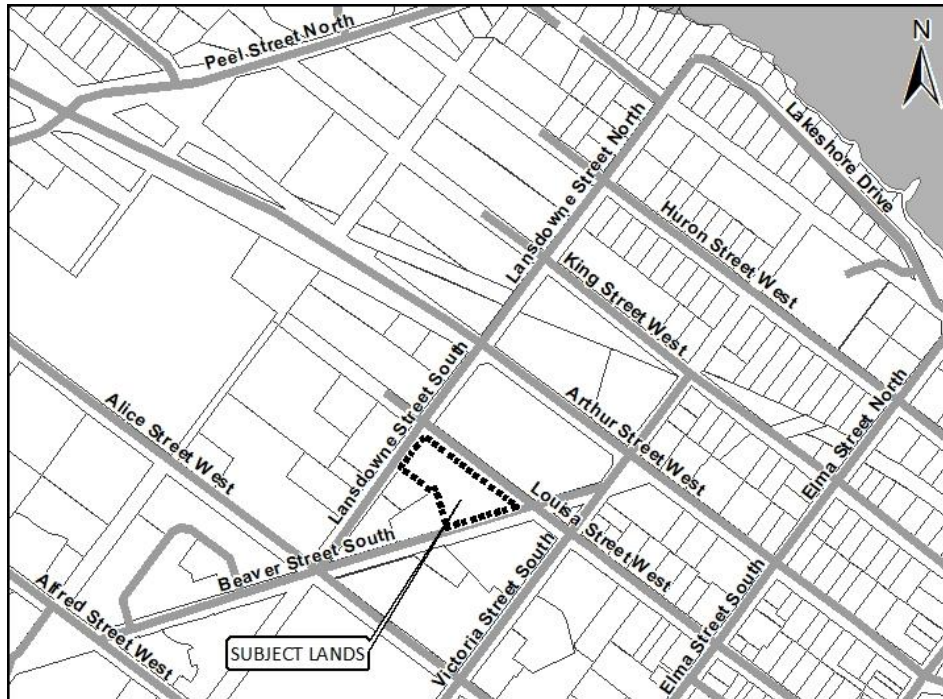 Peel Street North
N
Lakeshore Drive
Lansdowne Street North
Huron Street West
King Street West
Lansdowne Street South
Arthur Street West
Elma Street North
Alice Street West
Louisa Street West
Beaver Street South
Victoria Street South
Elma Street South
Alfred Street West
SUBJECT LANDS